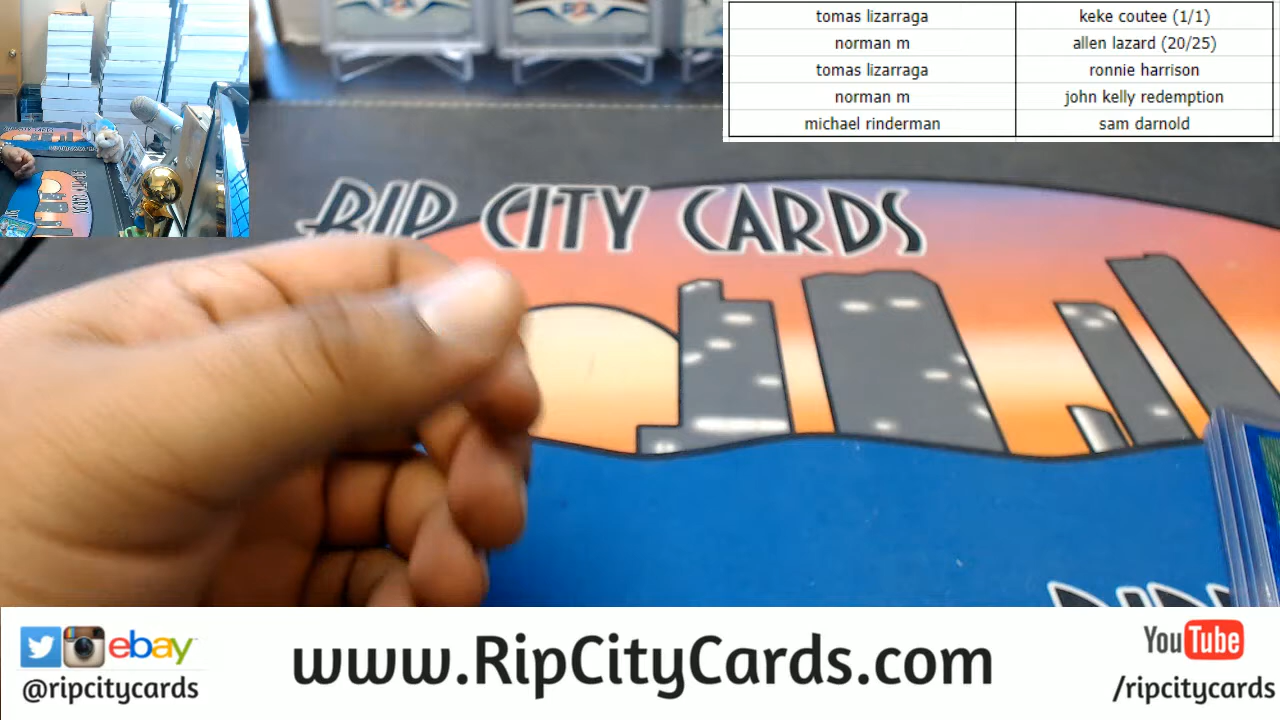 tomas lizarraga keke coutee (1/1)
norman m allen lazard (20/25)
tomas lizarraga ronnie harrison
norman m john kelly redemption
michael rinderman sam darnold
RIP CITY CARDS
ebay
@ripcitycards
www.RipCityCards.com
YouTube
/ripcitycards